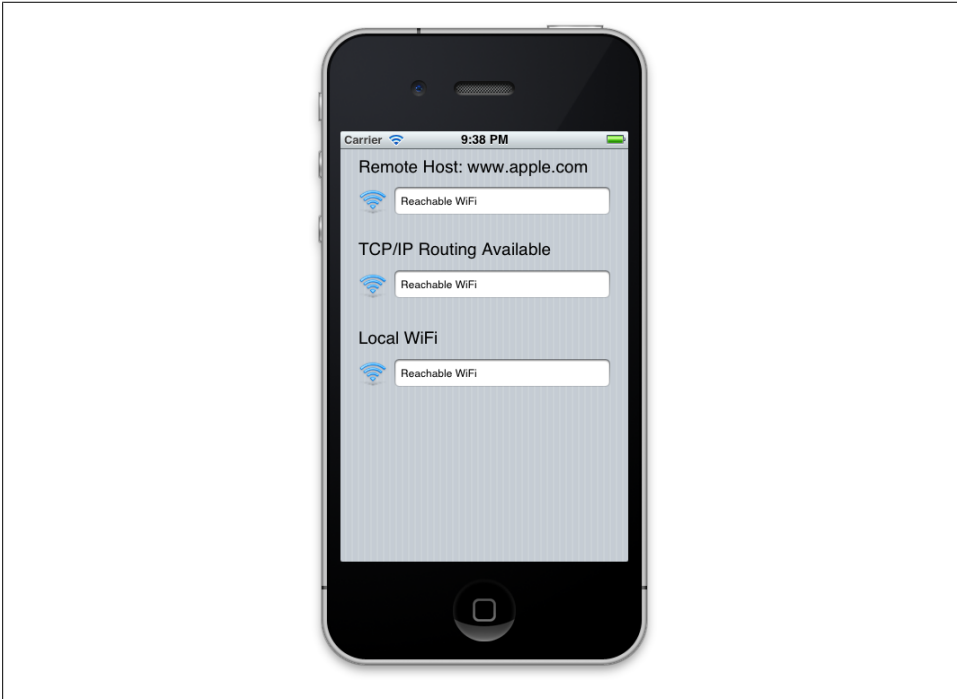 Carrier 9:38 PM
Remote Host: www.apple.com
Reachable WiFi
TCP/IP Routing Available
Reachable WiFi
Local WiFi
Reachable WiFi